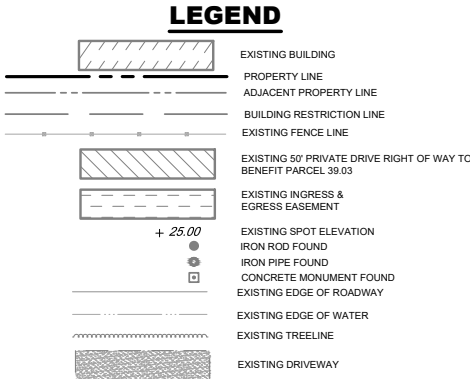 LEGEND
EXISTING BUILDING
PROPERTY LINE
ADJACENT PROPERTY LINE
BUILDING RESTRICTION LINE
EXISTING FENCE LINE
EXISTING 50' PRIVATE DRIVE RIGHT OF WAY TO
BENEFIT PARCEL 39.03
EXISTING INGRESS &
EGRESS EASEMENT
+ 25.00 EXISTING SPOT ELEVATION
IRON ROD FOUND
IRON PIPE FOUND
CONCRETE MONUMENT FOUND
EXISTING EDGE OF ROADWAY
EXISTING EDGE OF WATER
EXISTING TREELINE
EXISTING DRIVEWAY